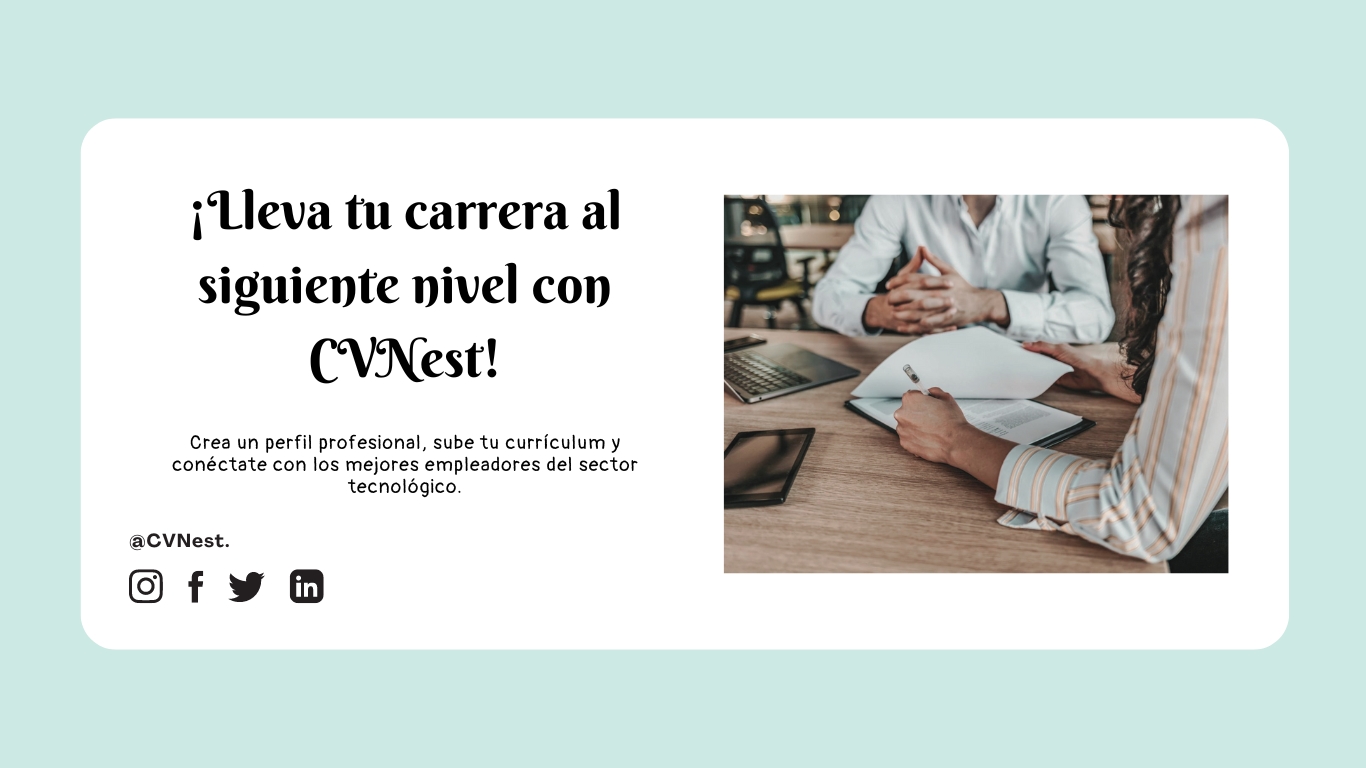 ¡Lleva tu carrera al
siguiente nivel con
CVNest!
Crea un perfil profesional, sube tu currículum y
conéctate con los mejores empleadores del sector
tecnológico.
@CVNest.